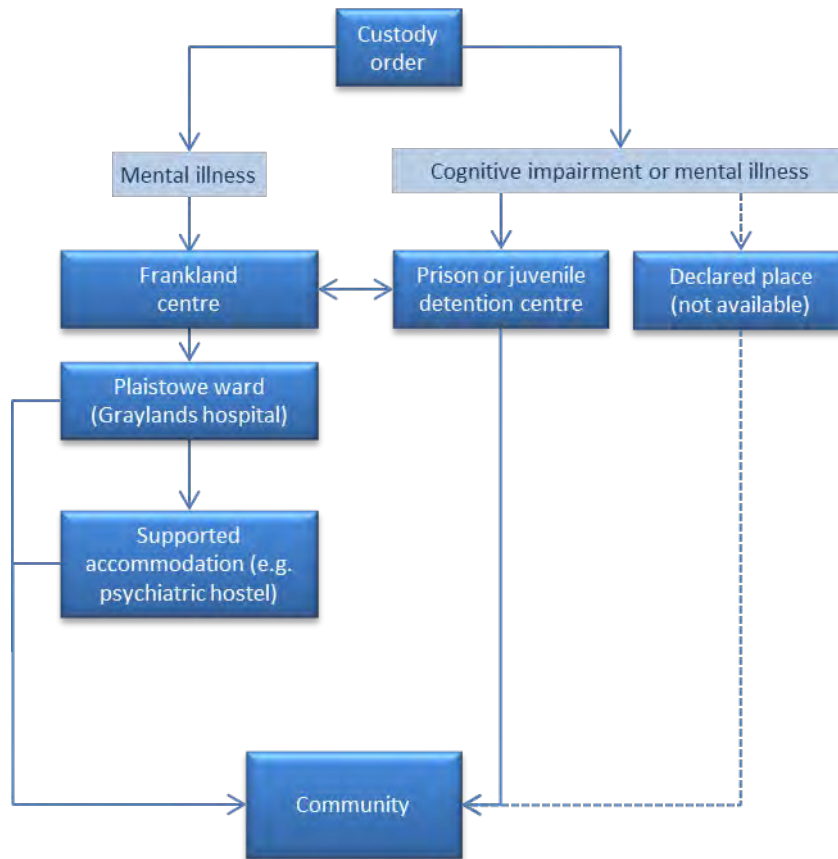 Custody
order
Mental illness
Cognitive impairment or mental illness
Frankland
centre
Prison or juvenile
detention centre
Declared place
(not available)
Plaistowe ward
(Graylands hospital)
Supported
accommodation (e.g.
psychiatric hostel)
Community